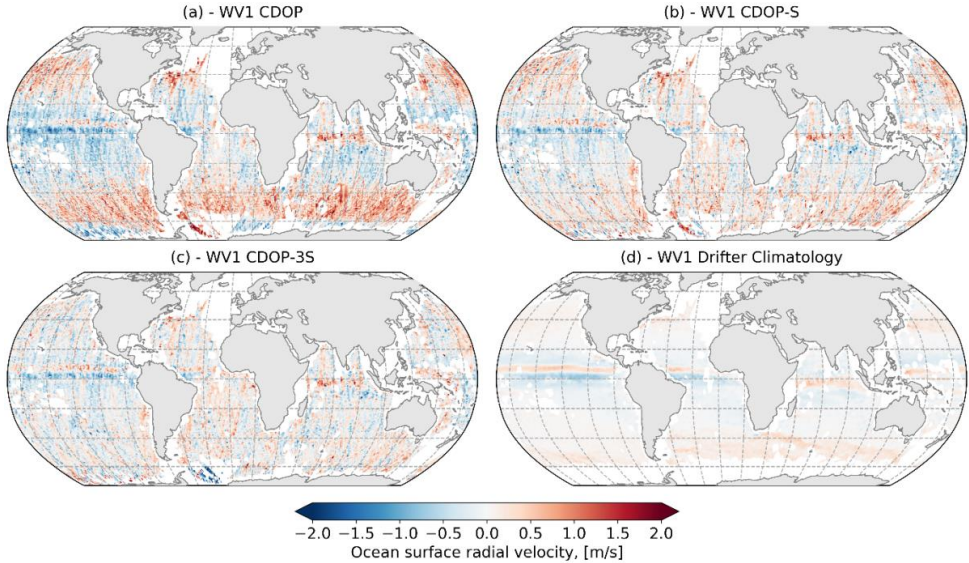 (a) - WV1 CDOP
(b) - WV1 CDOP-S
(c) - WV1 CDOP-3S
(d) - WV1 Drifter Climatology
−2.0 −1.5 −1.0 −0.5 0.0 0.5 1.0 1.5 2.0
Ocean surface radial velocity, [m/s]